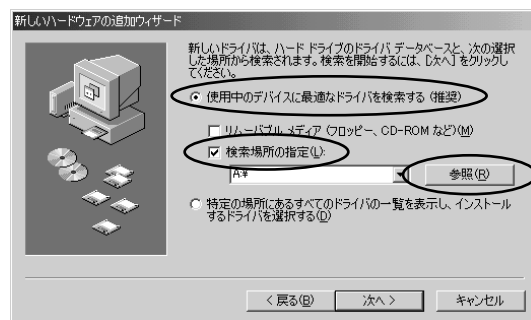 新しいハードウェアの追加ウィザード
新しいドライバは、ハード ドライブのドライバ データベースと、次の選択
した場所から検索されます。検索を開始するには、[次へ] をクリックし
てください。
使用中のデバイスに最適なドライバを検索する (推奨)
リムーバブル メディア (フロッピー、CD-ROM など)(M)
検索場所の指定(L):
A:¥
参照(R)
特定の場所にあるすべてのドライバの一覧を表示し、インストール
するドライバを選択する(D)
< 戻る(B)
次へ >
キャンセル